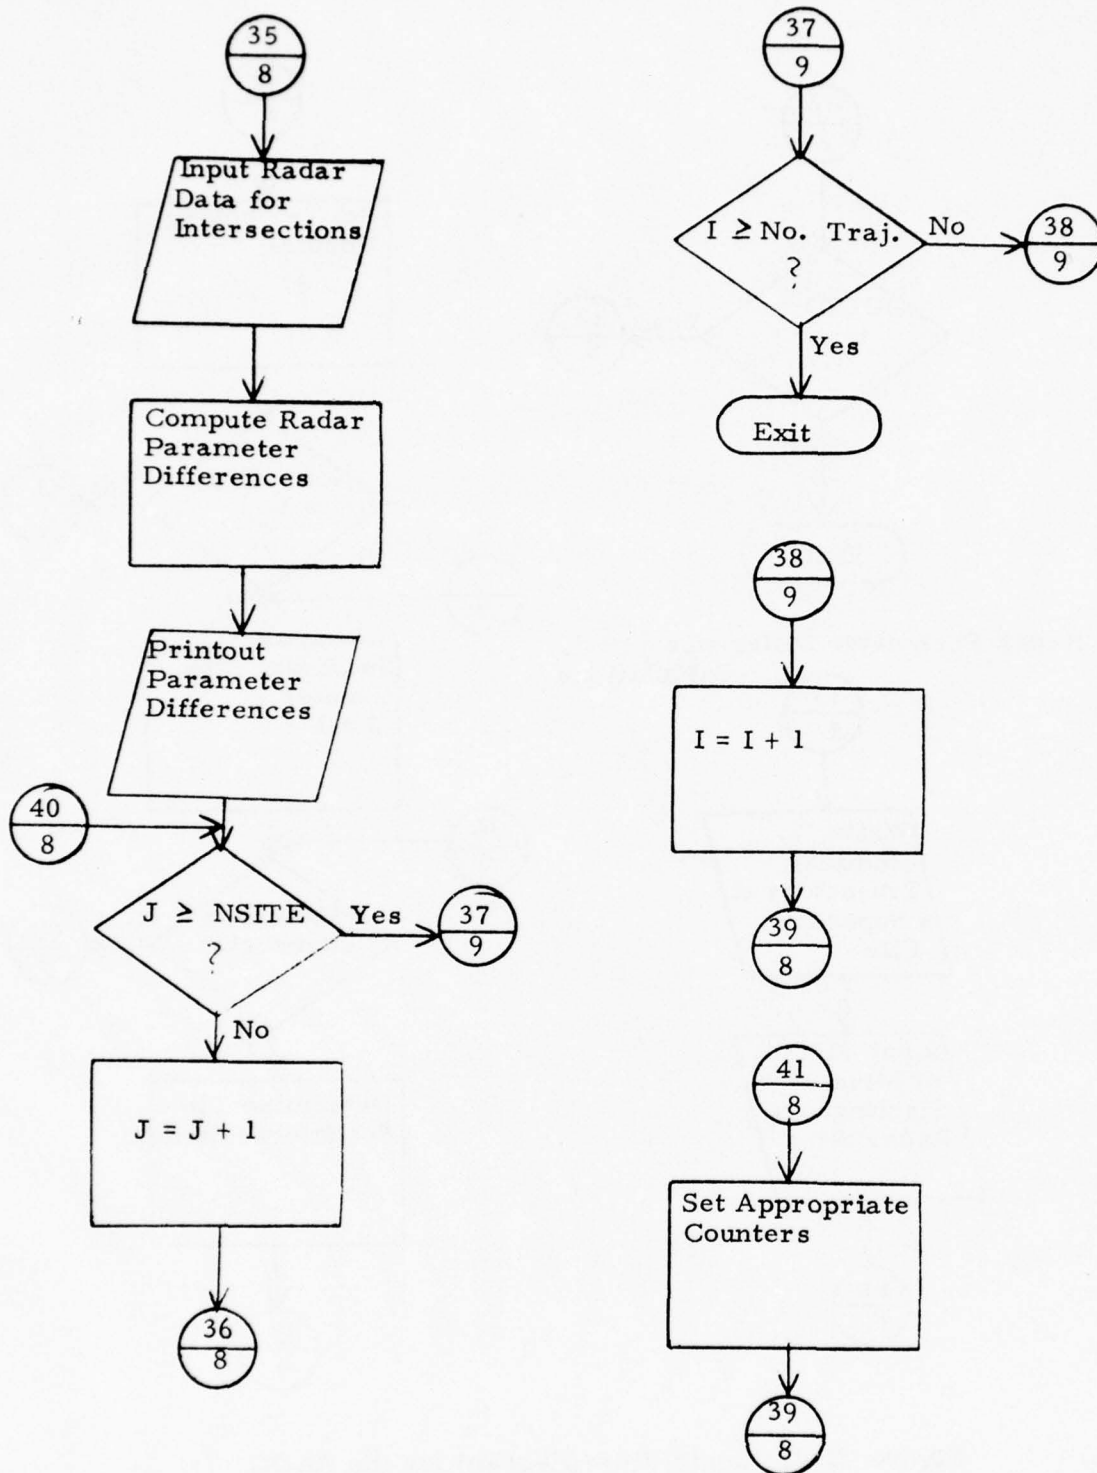 35
8
Input Radar
Data for
Intersections
Compute Radar
Parameter
Differences
Printout
Parameter
Differences
40
8
J ≥ NSITE
?
Yes
37
9
No
J = J + 1
36
8
37
9
I ≥ No. Traj.
?
No
38
9
Yes
Exit
38
9
I = I + 1
39
8
41
8
Set Appropriate
Counters
39
8